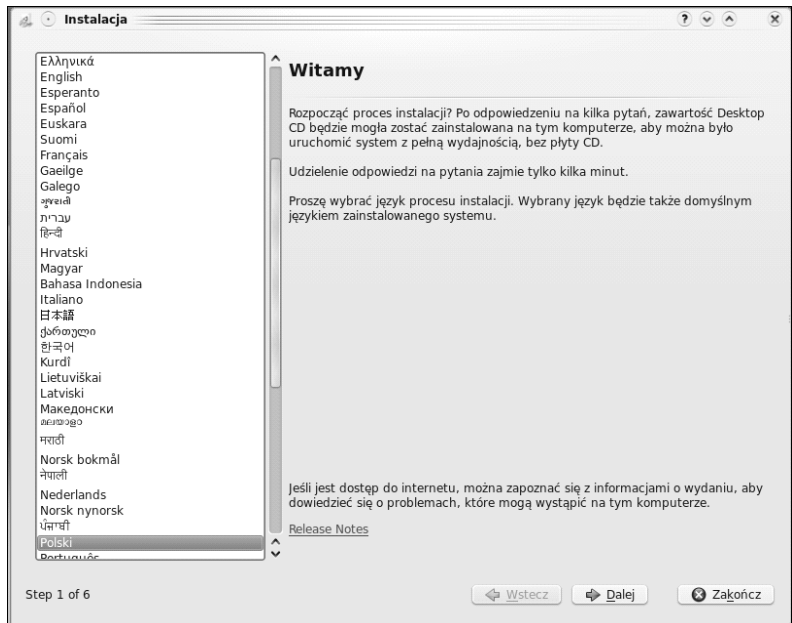 Instalacja
Ελληνικά
English
Esperanto
Español
Euskara
Suomi
Français
Gaeilge
Galego
ગુજરાતી
עברית
हिन्दी
Hrvatski
Magyar
Bahasa Indonesia
Italiano
日本語
ქართული
한국어
Kurdî
Lietuviškai
Latviski
Македонски
മലയാളം
मराठी
Norsk bokmål
नेपाली
Nederlands
Norsk nynorsk
ਪੰਜਾਬੀ
Polski
Português
Witamy
Rozpocząć proces instalacji? Po odpowiedzeniu na kilka pytań, zawartość Desktop
CD będzie mogła zostać zainstalowana na tym komputerze, aby można było
uruchomić system z pełną wydajnością, bez płyty CD.
Udzielenie odpowiedzi na pytania zajmie tylko kilka minut.
Proszę wybrać język procesu instalacji. Wybrany język będzie także domyślnym
językiem zainstalowanego systemu.
Jeśli jest dostęp do internetu, można zapoznać się z informacjami o wydaniu, aby
dowiedzieć się o problemach, które mogą wystąpić na tym komputerze.
Release Notes
Step 1 of 6
Wstecz
Dalej
Zakończ